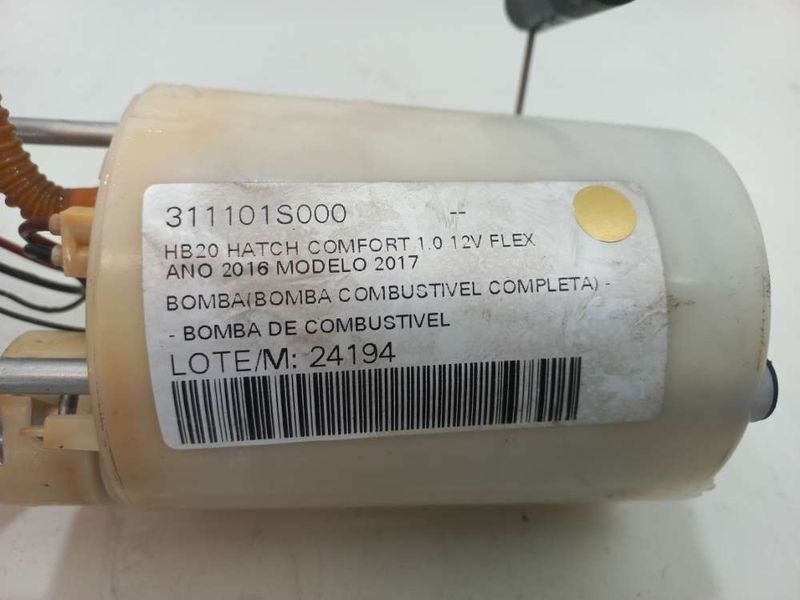 311101S000 --
HB20 HATCH COMFORT 1.0 12V FLEX
ANO 2016 MODELO 2017
BOMBA(BOMBA COMBUSTIVEL COMPLETA) -
- BOMBA DE COMBUSTIVEL
LOTE/M: 24194